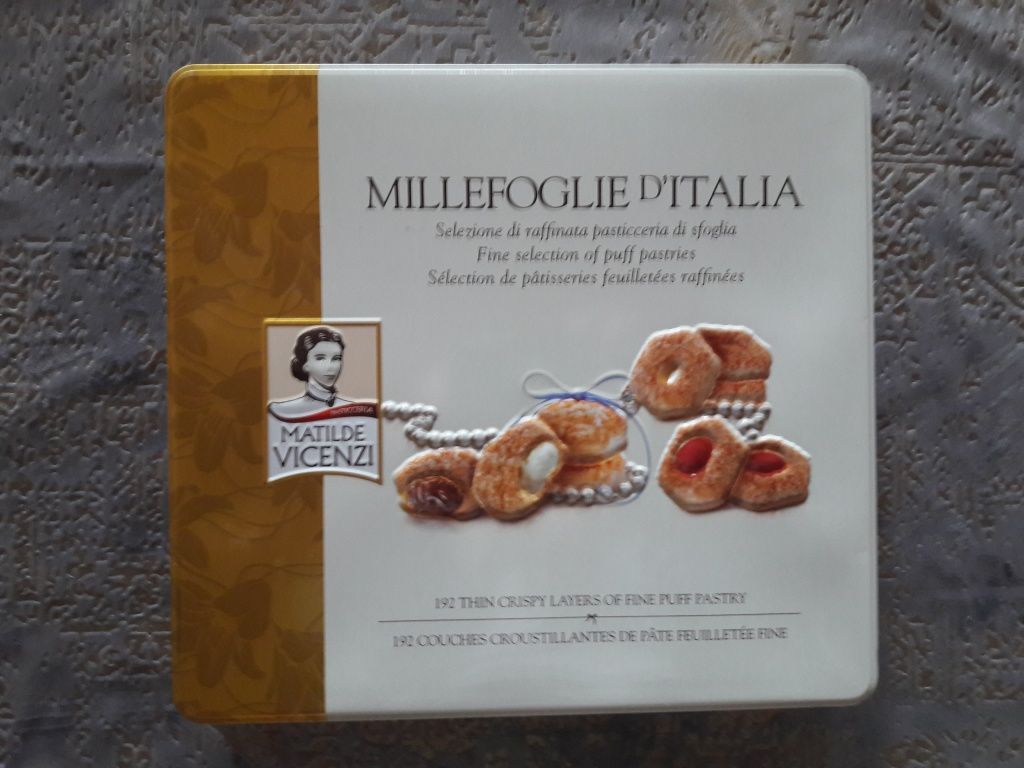 MILLEFOGLIE D'ITALIA
Selezione di raffinata pasticceria di sfoglia
Fine selection of puff pastries
Sélection de pâtisseries feuilletées raffinées
PASTICCERIA
MATILDE
VICENZI
192 THIN CRISPY LAYERS OF FINE PUFF PASTRY
192 COUCHES CROUSTILLANTES DE PÂTE FEUILLETÉE FINE